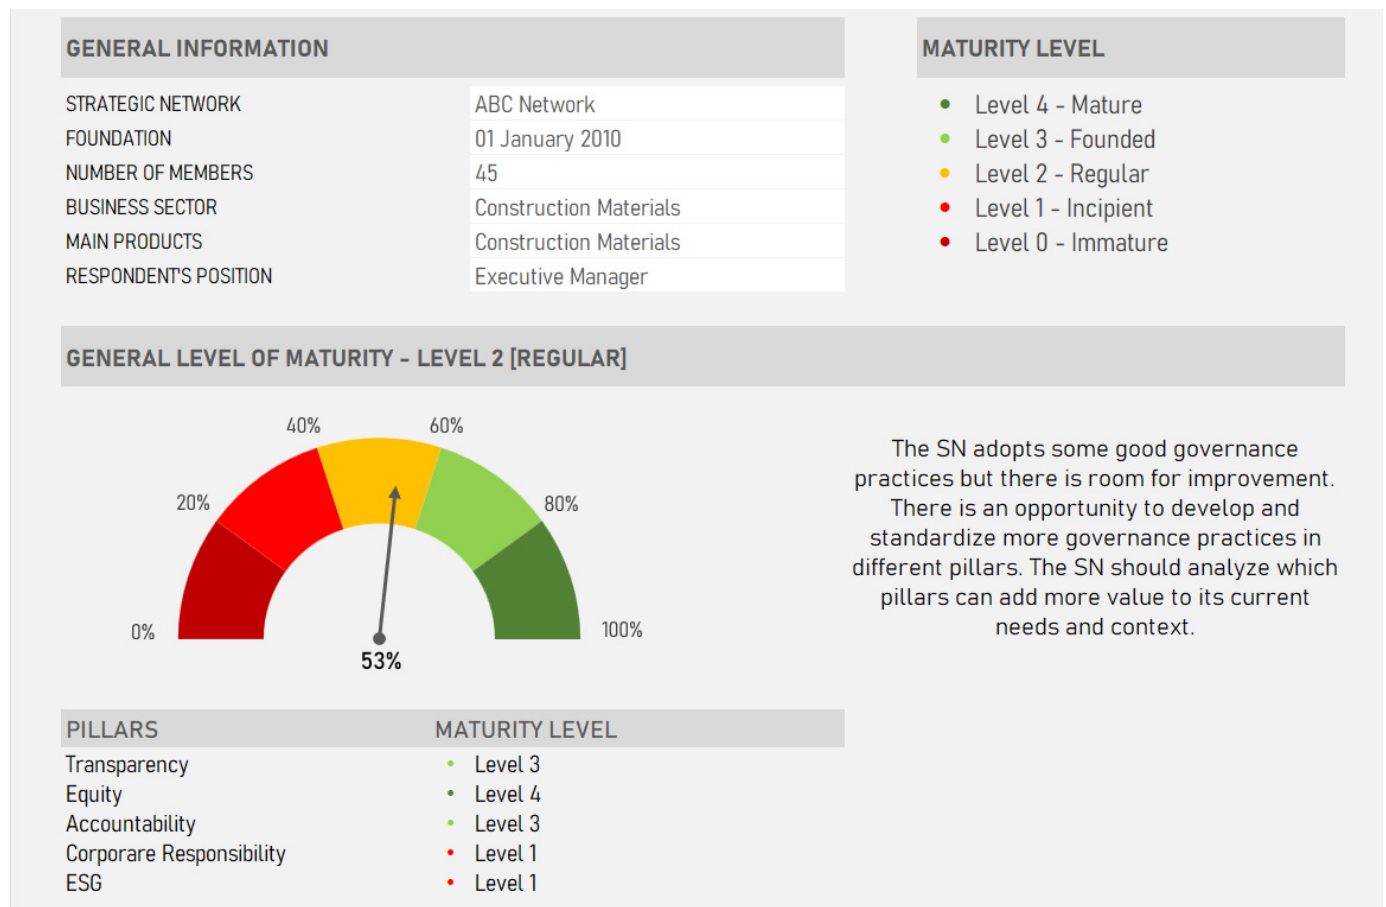 GENERAL INFORMATION
STRATEGIC NETWORK ABC Network
FOUNDATION 01 January 2010
NUMBER OF MEMBERS 45
BUSINESS SECTOR Construction Materials
MAIN PRODUCTS Construction Materials
RESPONDENT'S POSITION Executive Manager
MATURITY LEVEL
Level 4 - Mature
Level 3 - Founded
Level 2 - Regular
Level 1 - Incipient
Level 0 - Immature
GENERAL LEVEL OF MATURITY - LEVEL 2 [REGULAR]
0%
20%
40%
60%
80%
100%
53%
The SN adopts some good governance
practices but there is room for improvement.
There is an opportunity to develop and
standardize more governance practices in
different pillars. The SN should analyze which
pillars can add more value to its current
needs and context.
PILLARS MATURITY LEVEL
Transparency Level 3
Equity Level 4
Accountability Level 3
Corporare Responsibility Level 1
ESG Level 1